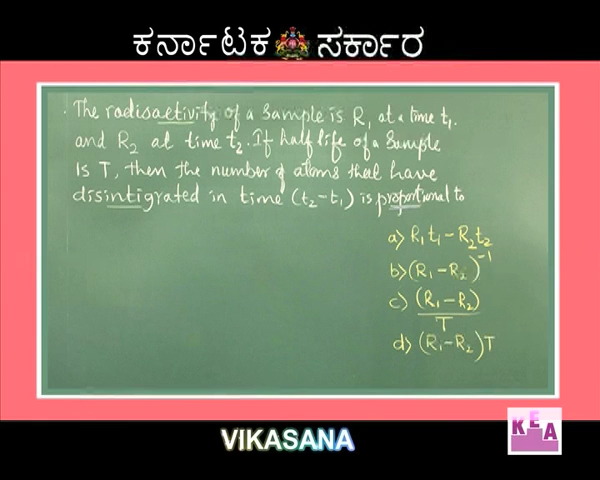 ಕರ್ನಾಟಕ ಸರ್ಕಾರ
The radisactivity of a Sample is R₁ at a time t₁.
and R₂ at time t₂. If half life of a Sample
is T, then the number of atoms that have
disintigrated in time (t₂-t₁) is proportional to
a) R₁t₁ - R₂t₂
b) (R₁ - R₂)⁻¹
c) (R₁ - R₂)
T
d) (R₁ - R₂) T
VIKASANA
KEA